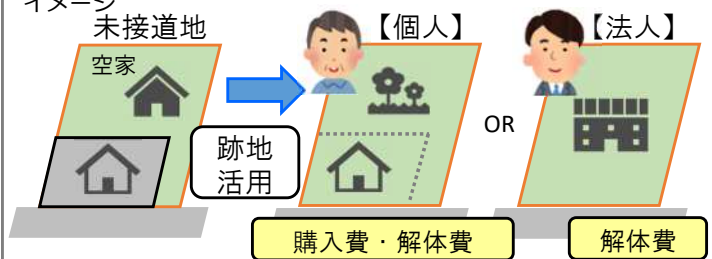 イメージ
未接道地
【個人】
【法人】
空家
跡地
活用
OR
購入費・解体費
解体費